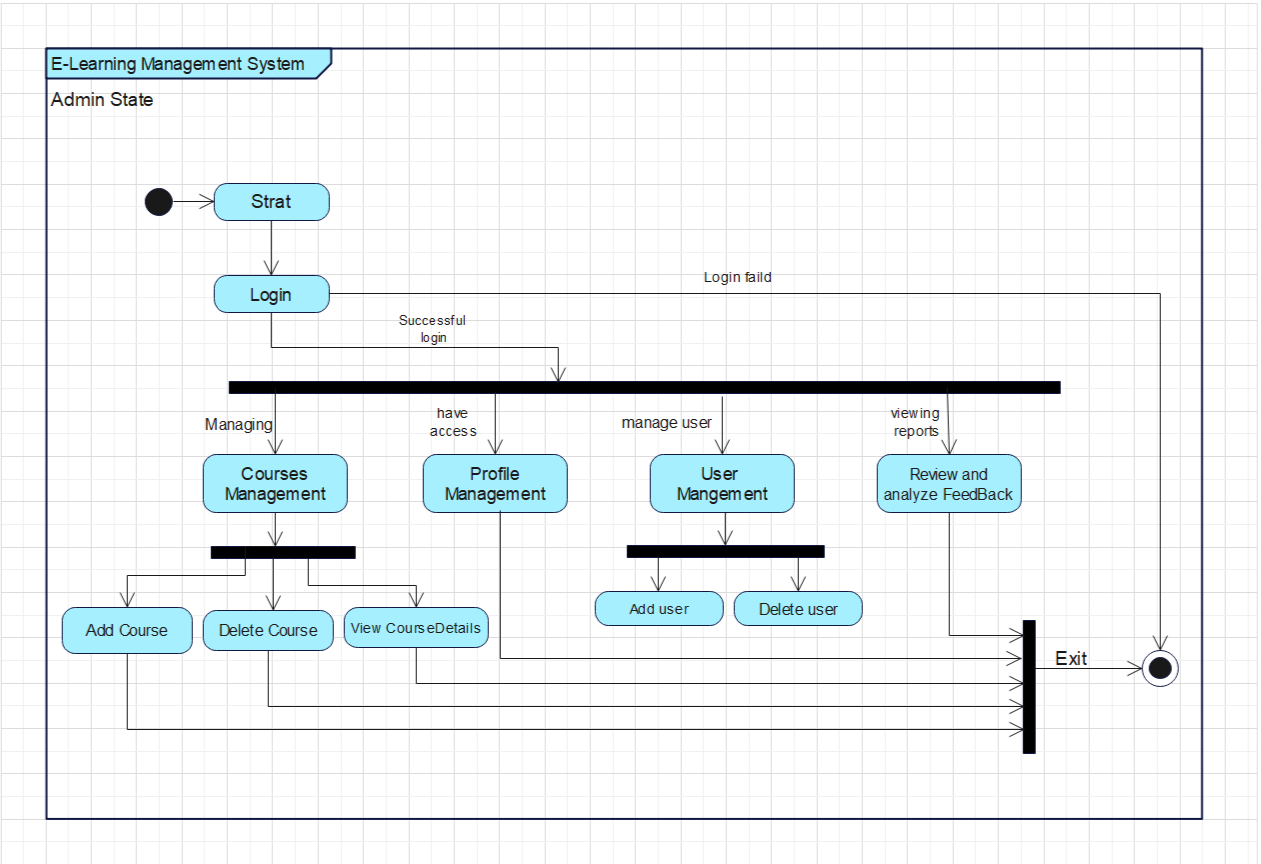 E-Learning Management System
Admin State
Strat
Login
Login faild
Successful
login
Managing
have
access
manage user
viewing
reports
Courses
Management
Profile
Management
User
Mangement
Review and
analyze FeedBack
Add Course
Delete Course
View CourseDetails
Add user
Delete user
Exit